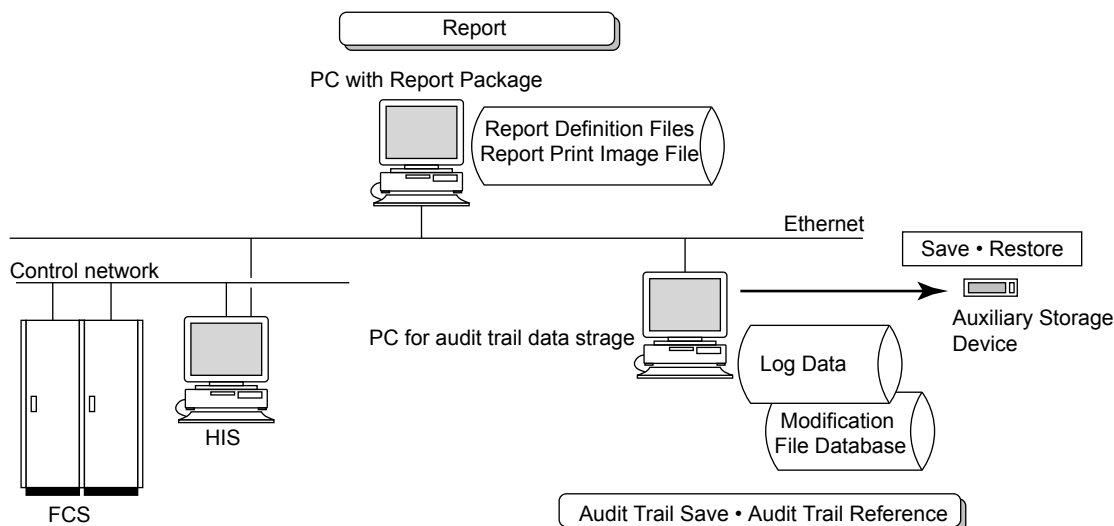 Report
PC with Report Package
Report Definition Files
Report Print Image File
Ethernet
Save • Restore
Control network
PC for audit trail data strage
Auxiliary Storage
Device
Log Data
Modification
File Database
HIS
FCS
Audit Trail Save • Audit Trail Reference